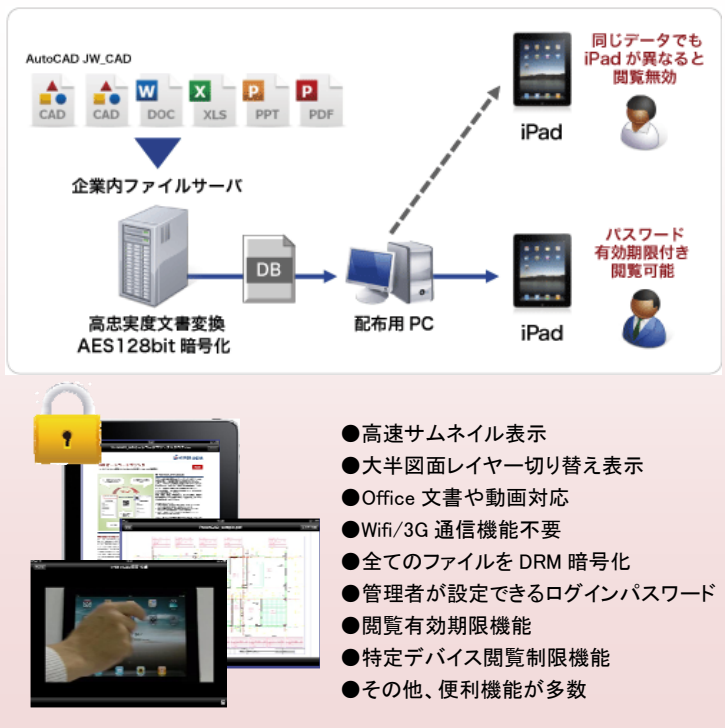 AutoCAD JW_CAD
CAD
CAD
W
DOC
X
XLS
P
PPT
P
PDF
企業内ファイルサーバ
高忠実度文書変換
AES128bit 暗号化
DB
配布用 PC
iPad
同じデータでも
iPad が異なると
閲覧無効
iPad
パスワード
有効期限付き
閲覧可能
●高速サムネイル表示
●大半図面レイヤー切り替え表示
●Office 文書や動画対応
●Wifi/3G 通信機能不要
●全てのファイルを DRM 暗号化
●管理者が設定できるログインパスワード
●閲覧有効期限機能
●特定デバイス閲覧制限機能
●その他、便利機能が多数